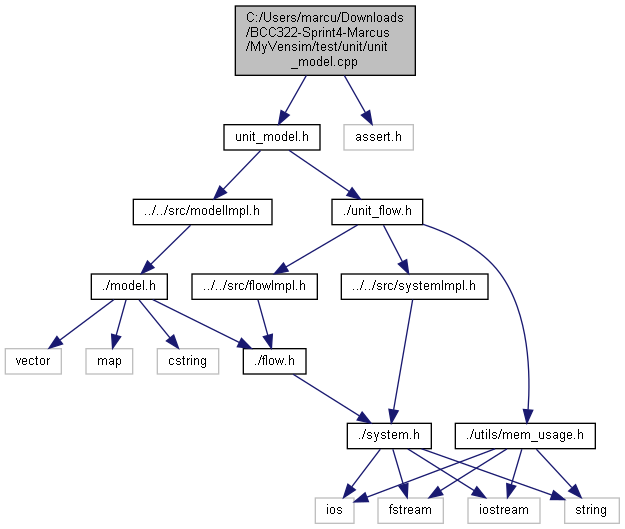 C:/Users/marcu/Downloads
/BCC322-Sprint4-Marcus
/MyVensim/test/unit/unit
_model.cpp
unit_model.h
assert.h
../../src/modelImpl.h
./unit_flow.h
./model.h
../../src/flowImpl.h
../../src/systemImpl.h
vector
map
cstring
./flow.h
./system.h
./utils/mem_usage.h
ios
fstream
iostream
string